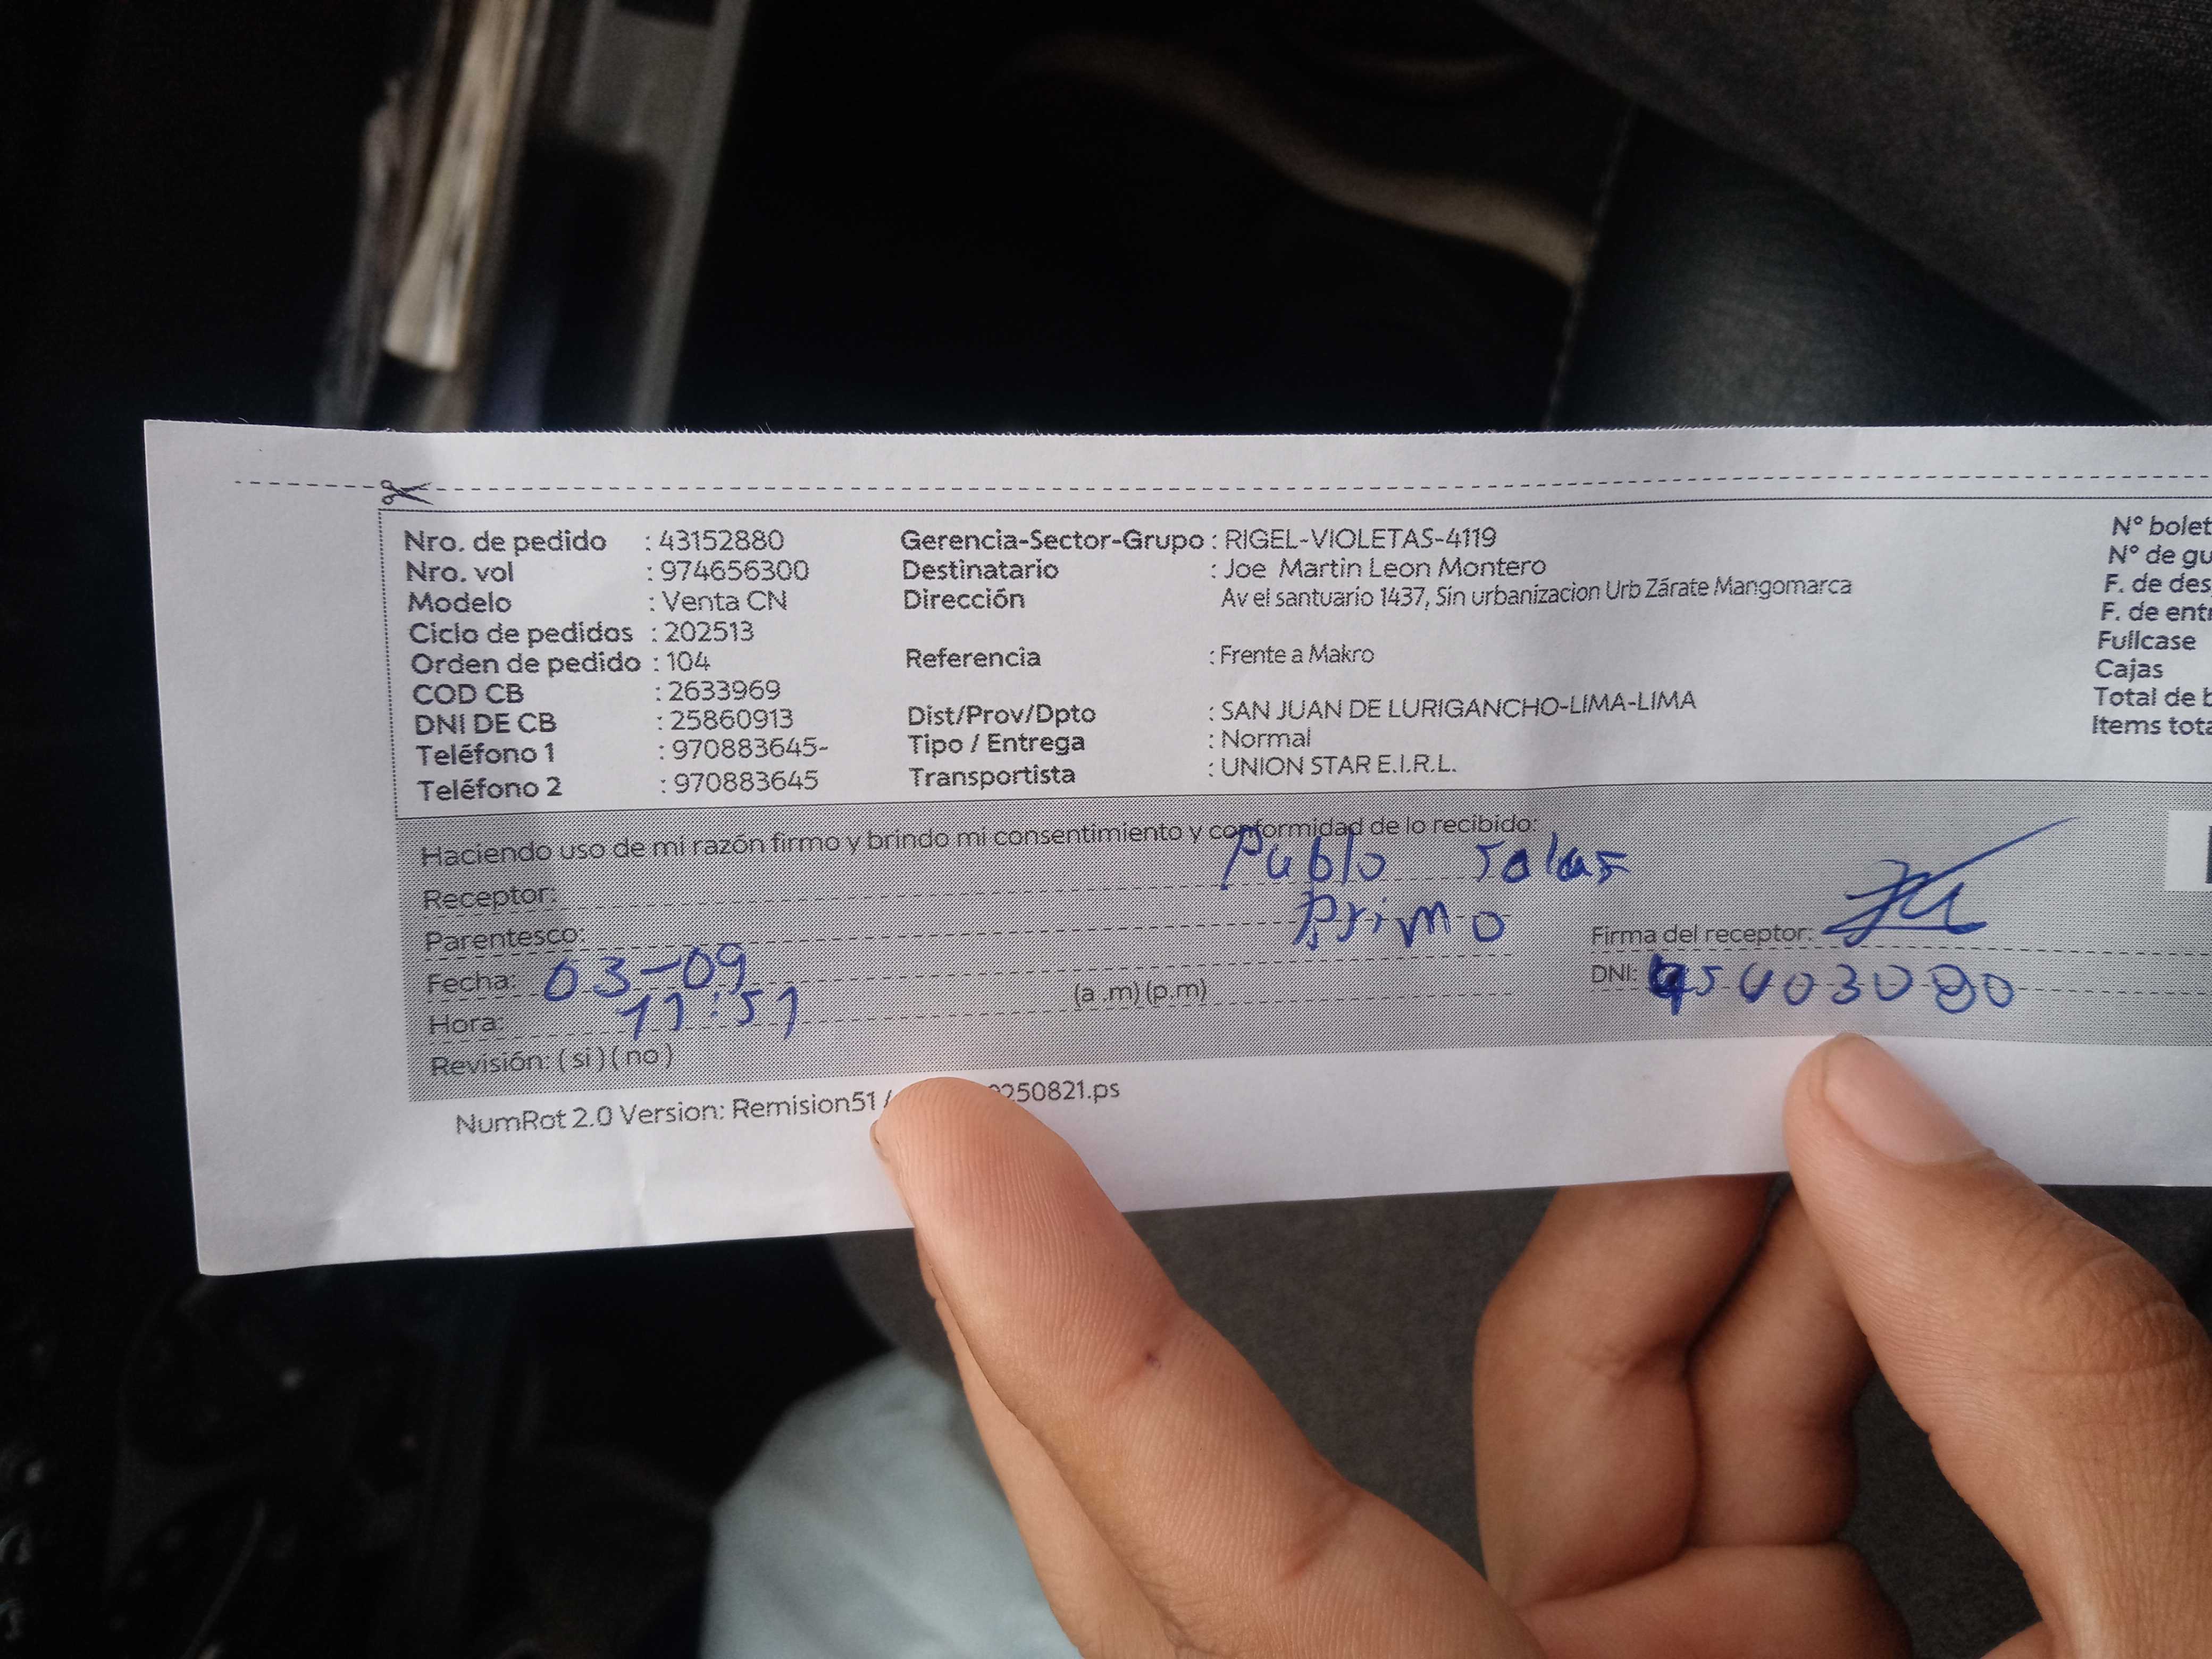 Nro. de pedido : 43152880 Gerencia-Sector-Grupo : RIGEL-VIOLETAS-4119 N° bolet
Nro. vol : 974656300 Destinatario : Joe Martin Leon Montero N° de gu
Modelo : Venta CN Dirección Av el santuario 1437, Sin urbanizacion Urb Zárate Mangomarca F. de des
Ciclo de pedidos : 202513 F. de entr
Orden de pedido : 104 Referencia : Frente a Makro Fullcase
COD CB : 2633969 Cajas
DNI DE CB : 25860913 Dist/Prov/Dpto : SAN JUAN DE LURIGANCHO-LIMA-LIMA Total de b
Teléfono 1 : 970883645- Tipo / Entrega : Normal Items tota
Teléfono 2 : 970883645 Transportista : UNION STAR E.I.R.L.
Haciendo uso de mi razón firmo y brindo mi consentimiento y conformidad de lo recibido:
Receptor: Pablo salas
Parentesco: Primo Firma del receptor:
Fecha: 03-09 DNI:
Hora: 11:51 (a .m) (p.m)
Revisión: ( si ) ( no )
NumRot 2.0 Version: Remision51 / 250821.ps